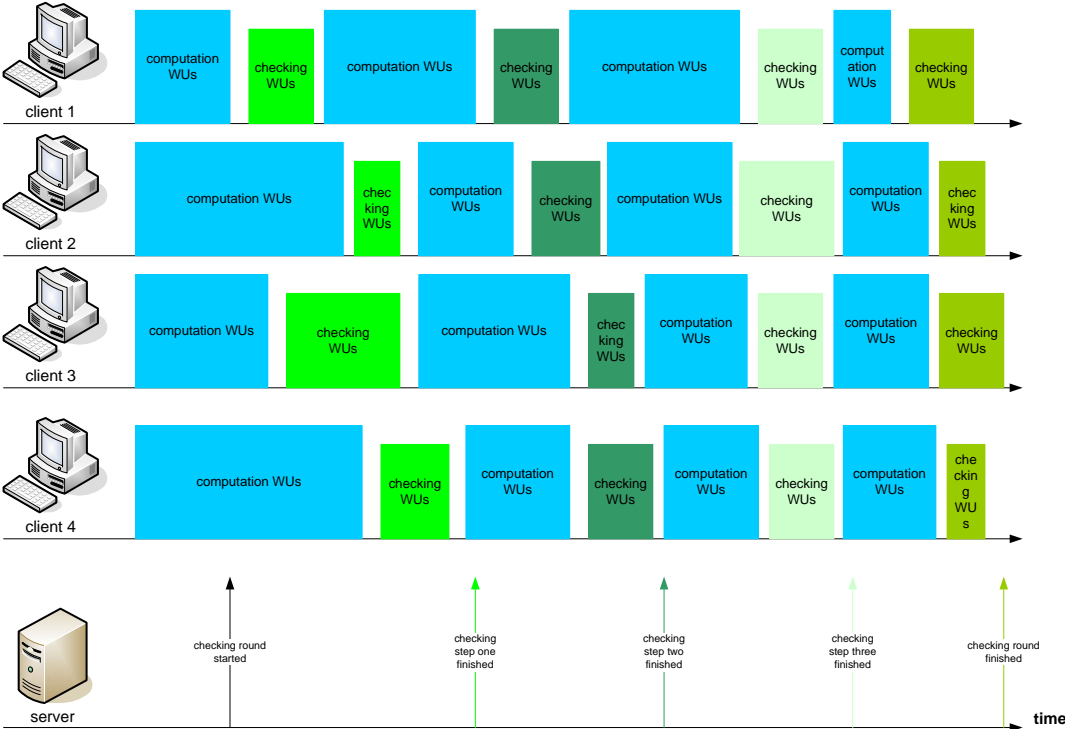 computation
WUs
checking
WUs
computation WUs
checking
WUs
computation WUs
checking
WUs
comput
ation
WUs
checking
WUs
client 1
computation WUs
chec
king
WUs
computation
WUs
checking
WUs
computation WUs
checking
WUs
computation
WUs
chec
king
WUs
client 2
computation WUs
checking
WUs
computation WUs
chec
king
WUs
computation
WUs
checking
WUs
computation
WUs
checking
WUs
client 3
computation WUs
checking
WUs
computation
WUs
checking
WUs
computation
WUs
checking
WUs
computation
WUs
che
ckin
g
WU
s
client 4
checking round
started
checking
step one
finished
checking
step two
finished
checking
step three
finished
checking round
finished
server
time